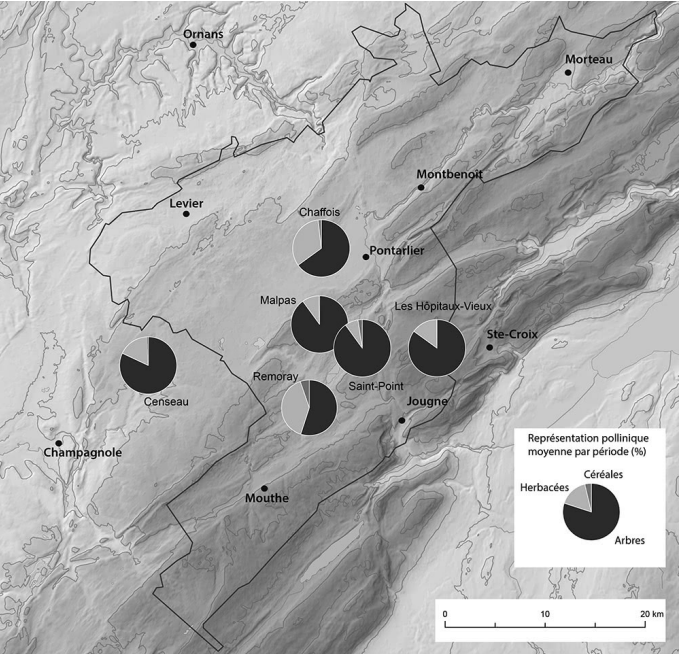 Ornans
Morteau
Montbenoit
Levier
Chaffois
Pontarlier
Malpas
Les Hôpitaux-Vieux
Ste-Croix
Remoray
Saint-Point
Censeau
Jougne
Champagnole
Mouthe
Représentation pollinique
moyenne par période (%)
Céréales
Herbacées
Arbres
0 10 20 km